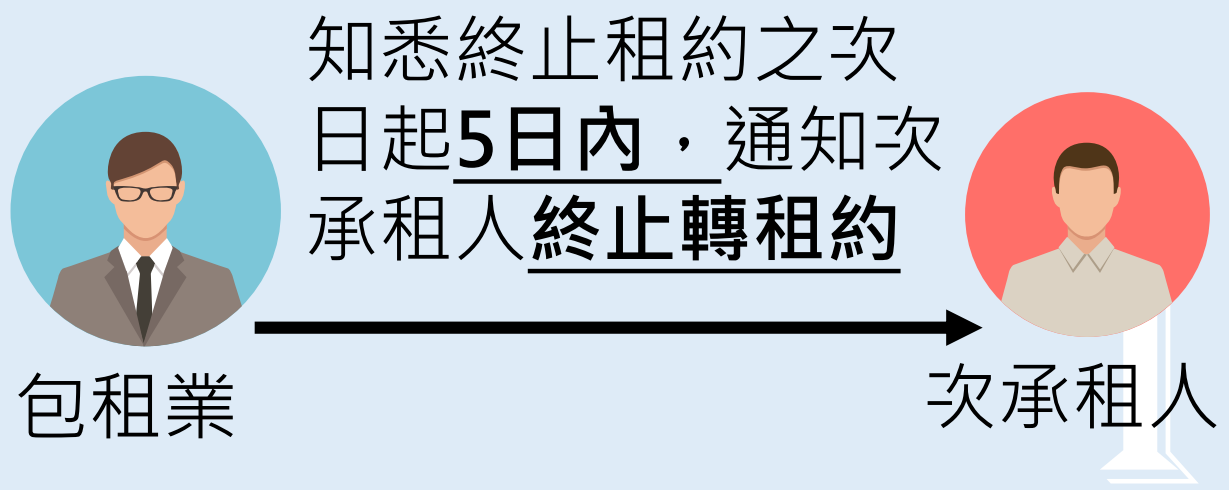 知悉終止租約之次
日起5日內，通知次
承租人終止轉租約
包租業
次承租人